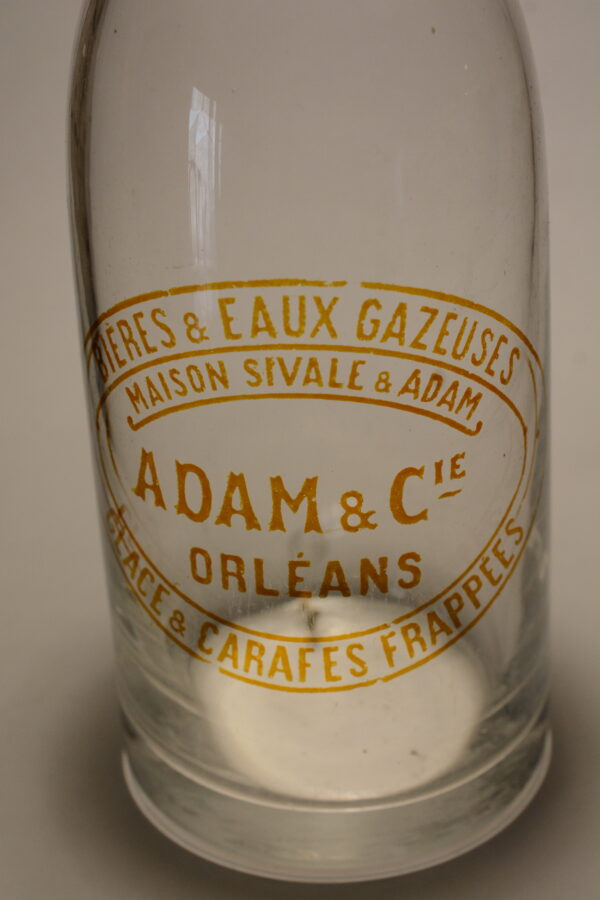 BIÈRES & EAUX GAZEUSES
MAISON SIVALE & ADAM
ADAM & CIE
ORLÉANS
GLACE & CARAFES FRAPPÉES